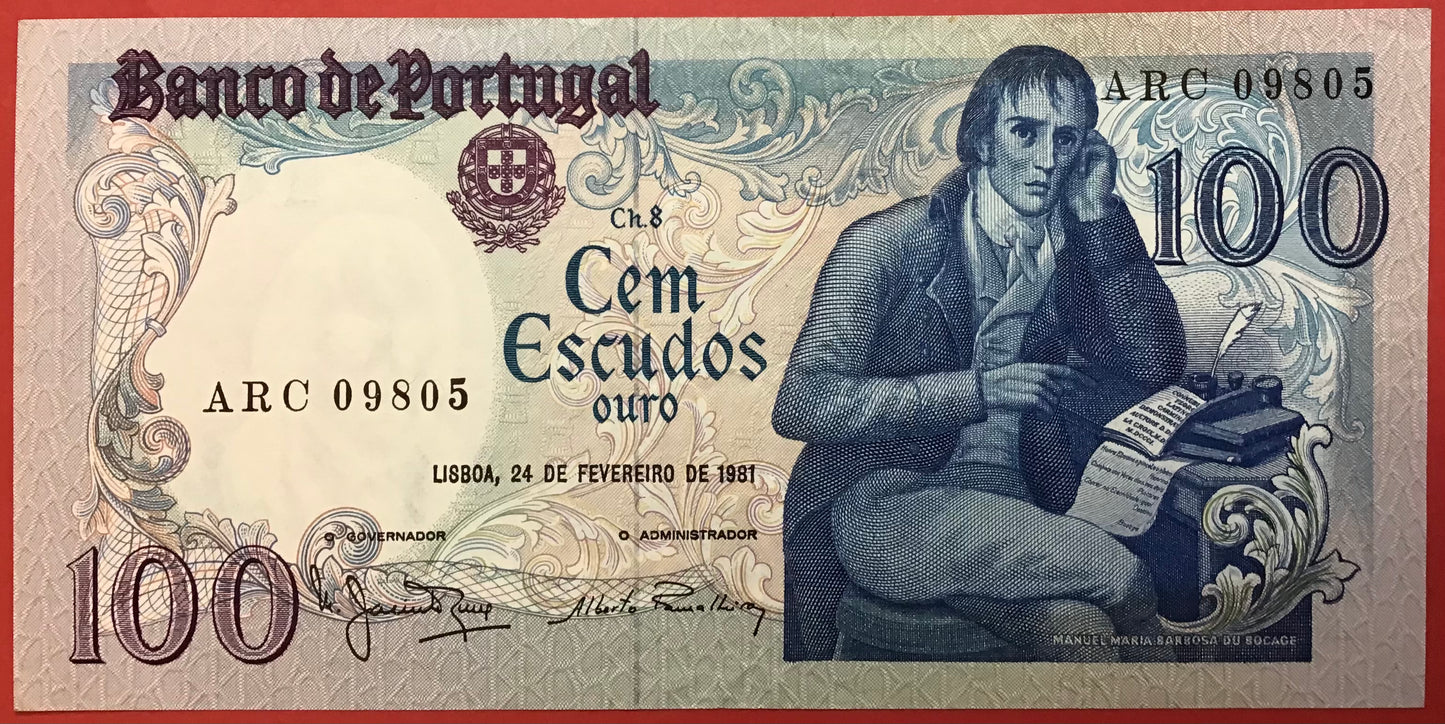 Banco de Portugal
ARC 09805
100
Ch.8
Cem
Escudos
ouro
ARC 09805
LISBOA, 24 DE FEVEREIRO DE 1981
O GOVERNADOR
O ADMINISTRADOR
Alberto
100
MANUEL MARIA BARBOSA DU BOCAGE